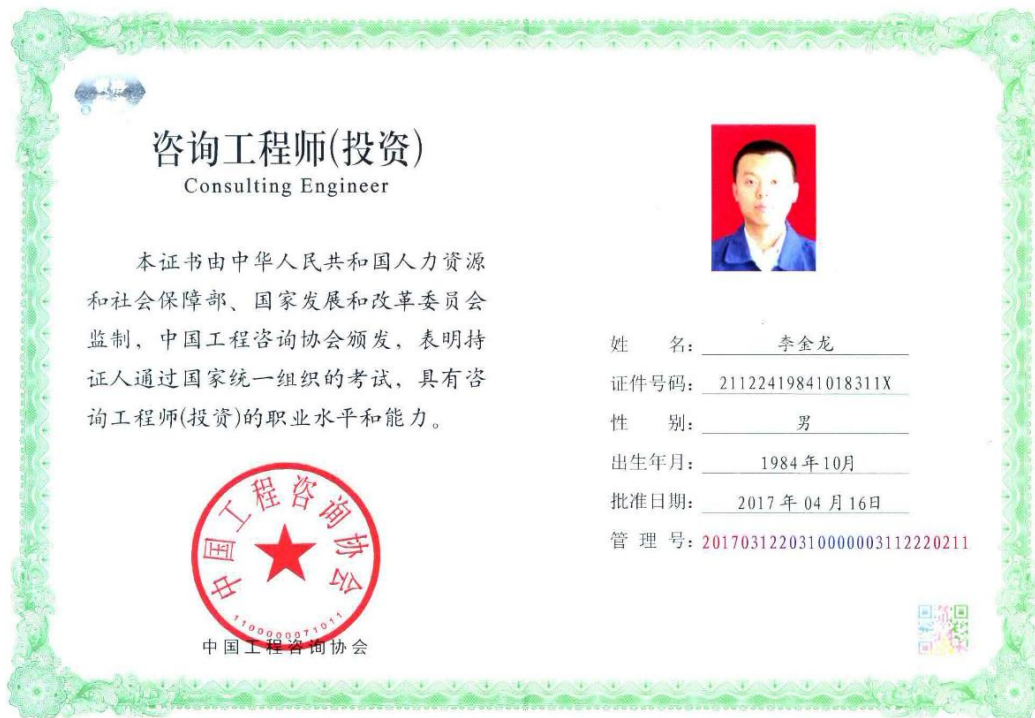 咨询工程师(投资)
Consulting Engineer
本证书由中华人民共和国人力资源
和社会保障部、国家发展和改革委员会
监制，中国工程咨询协会颁发，表明持
证人通过国家统一组织的考试，具有咨
询工程师(投资)的职业水平和能力。
中国工程咨询协会
1100000071011
中国工程咨询协会
姓 名: 李金龙
证件号码: 21122419841018311X
性 别: 男
出生年月: 1984年10月
批准日期: 2017年04月16日
管 理 号: 2017031220310000003112220211